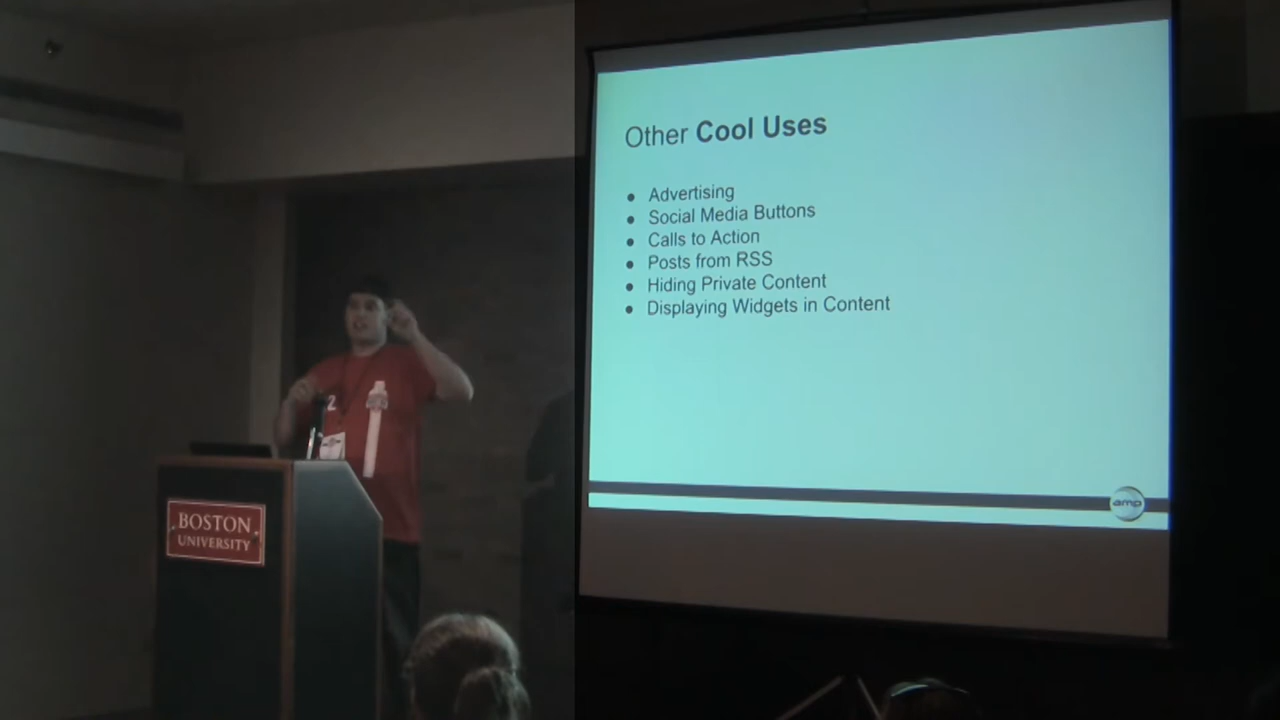 Other Cool Uses
● Advertising
● Social Media Buttons
● Calls to Action
● Posts from RSS
● Hiding Private Content
● Displaying Widgets in Content
amp
2
BOSTON
UNIVERSITY